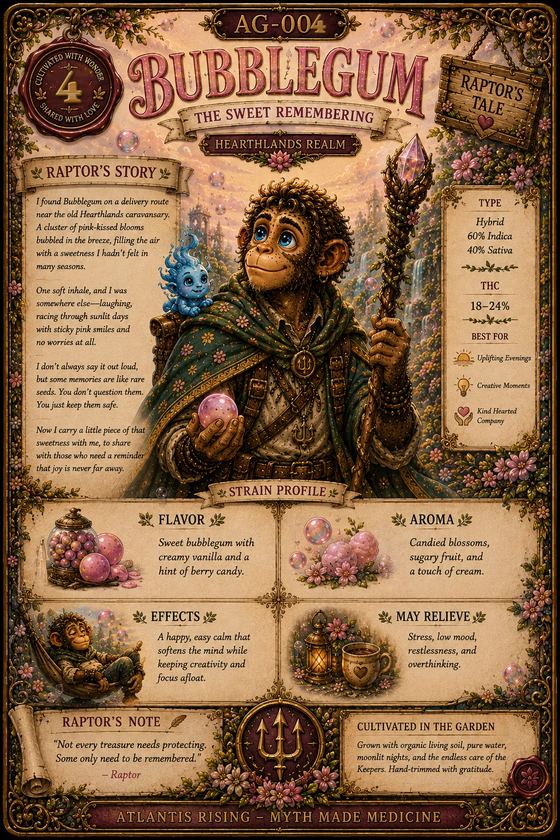 AG-004
CULTIVATED WITH WONDER
4
SHARED WITH LOVE
BUBBLEGUM
THE SWEET REMEMBERING
HEARTHLANDS REALM
RAPTOR'S
TALE
RAPTOR'S STORY
I found Bubblegum on a delivery route
near the old Hearthlands caravansary.
A cluster of pink-kissed blooms
bubbled in the breeze, filling the air
with a sweetness I hadn't felt in
many seasons.
One soft inhale, and I was
somewhere else—laughing,
racing through sunlit days
with sticky pink smiles and
no worries at all.
I don't always say it out loud,
but some memories are like rare
seeds. You don't question them.
You just keep them safe.
Now I carry a little piece of that
sweetness with me, to share
with those who need a reminder
that joy is never far away.
TYPE
Hybrid
60% Indica
40% Sativa
THC
18–24%
BEST FOR
Uplifting Evenings
Creative Moments
Kind Hearted
Company
STRAIN PROFILE
FLAVOR
Sweet bubblegum with
creamy vanilla and a
hint of berry candy.
AROMA
Candied blossoms,
sugary fruit, and
a touch of cream.
EFFECTS
A happy, easy calm that
softens the mind while
keeping creativity and
focus afloat.
MAY RELIEVE
Stress, low mood,
restlessness, and
overthinking.
RAPTOR'S NOTE
"Not every treasure needs protecting.
Some only need to be remembered."
– Raptor
CULTIVATED IN THE GARDEN
Grown with organic living soil, pure water,
moonlit nights, and the endless care of the
Keepers. Hand-trimmed with gratitude.
ATLANTIS RISING – MYTH MADE MEDICINE